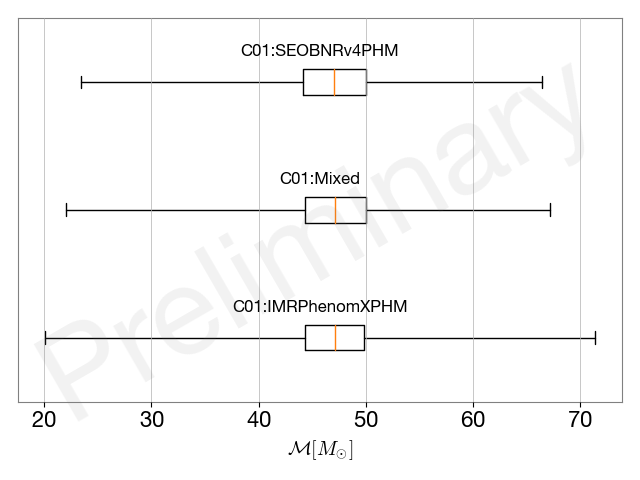 C01:SEOBNRv4PHM
C01:Mixed
C01:IMRPhenomXPHM
Preliminary
20 30 40 50 60 70
ℳ[M⊙]